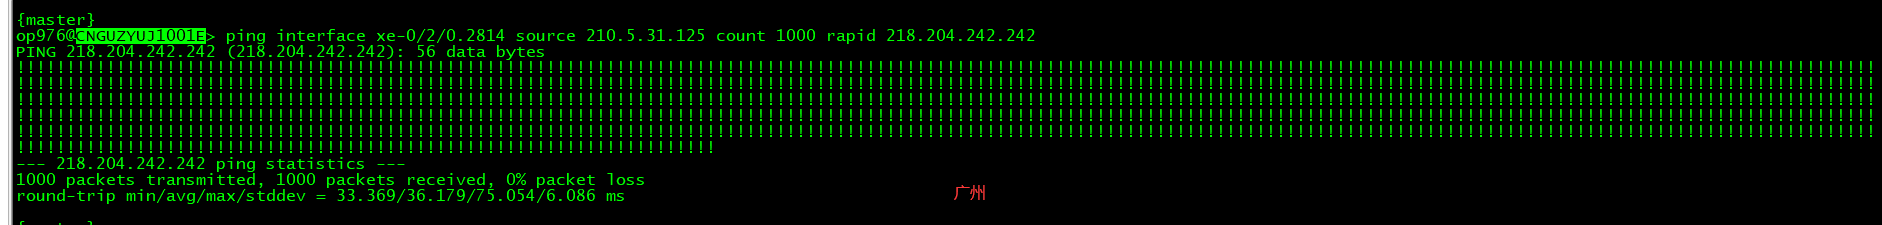 {master}
op976@CNGUZYUJ1001E> ping interface xe-0/2/0.2814 source 210.5.31.125 count 1000 rapid 218.204.242.242
PING 218.204.242.242 (218.204.242.242): 56 data bytes
!!!!!!!!!!!!!!!!!!!!!!!!!!!!!!!!!!!!!!!!!!!!!!!!!!!!!!!!!!!!!!!!!!!!!!!!!!!!!!!!!!!!!!!!!!!!!!!!!!!!!!!!!!!!!!!!!!!!!!!!!!!!!!!!!!!!!!!!!!!!!!!!!!!!!!!!!!!!!!!!!!!!!!!!!!!!!!!!!!!!!!!!!!
!!!!!!!!!!!!!!!!!!!!!!!!!!!!!!!!!!!!!!!!!!!!!!!!!!!!!!!!!!!!!!!!!!!!!!!!!!!!!!!!!!!!!!!!!!!!!!!!!!!!!!!!!!!!!!!!!!!!!!!!!!!!!!!!!!!!!!!!!!!!!!!!!!!!!!!!!!!!!!!!!!!!!!!!!!!!!!!!!!!!!!
!!!!!!!!!!!!!!!!!!!!!!!!!!!!!!!!!!!!!!!!!!!!!!!!!!!!!!!!!!!!!!!!!!!!!!!!!!!!!!!!!!!!!!!!!!!!!!!!!!!!!!!!!!!!!!!!!!!!!!!!!!!!!!!!!!!!!!!!!!!!!!!!!!!!!!!!!!!!!!!!!!!!!!!!!!!!!!!!!!!!!!
!!!!!!!!!!!!!!!!!!!!!!!!!!!!!!!!!!!!!!!!!!!!!!!!!!!!!!!!!!!!!!!!!!!!!!!!!!!!!!!!!!!!!!!!!!!!!!!!!!!!!!!!!!!!!!!!!!!!!!!!!!!!!!!!!!!!!!!!!!!!!!!!!!!!!!!!!!!!!!!!!!!!!!!!!!!!!!!!!!!!!!
!!!!!!!!!!!!!!!!!!!!!!!!!!!!!!!!!!!!!!!!!!!!!!!!!!!!!!!!!!!!!!!!!!!!!!!!!!!!!!!!!!!!!!!!!!!!!!!!!!!!!!!!!!!!!!!!!!!!!!!!!!!!!!!!!!!!!!!!!!!!!!!!!!!!!!!!!!!!!!!!!!!!!!!!!!!!!!!!!!!!!!
!!!!!!!!!!!!!!!!!!!!!!!!!!!!!!!!!!!!!!!!!!!!!!!!!!!!!!!!!!!!!!!!!!!!!!
--- 218.204.242.242 ping statistics ---
1000 packets transmitted, 1000 packets received, 0% packet loss
round-trip min/avg/max/stddev = 33.369/36.179/75.054/6.086 ms
广州